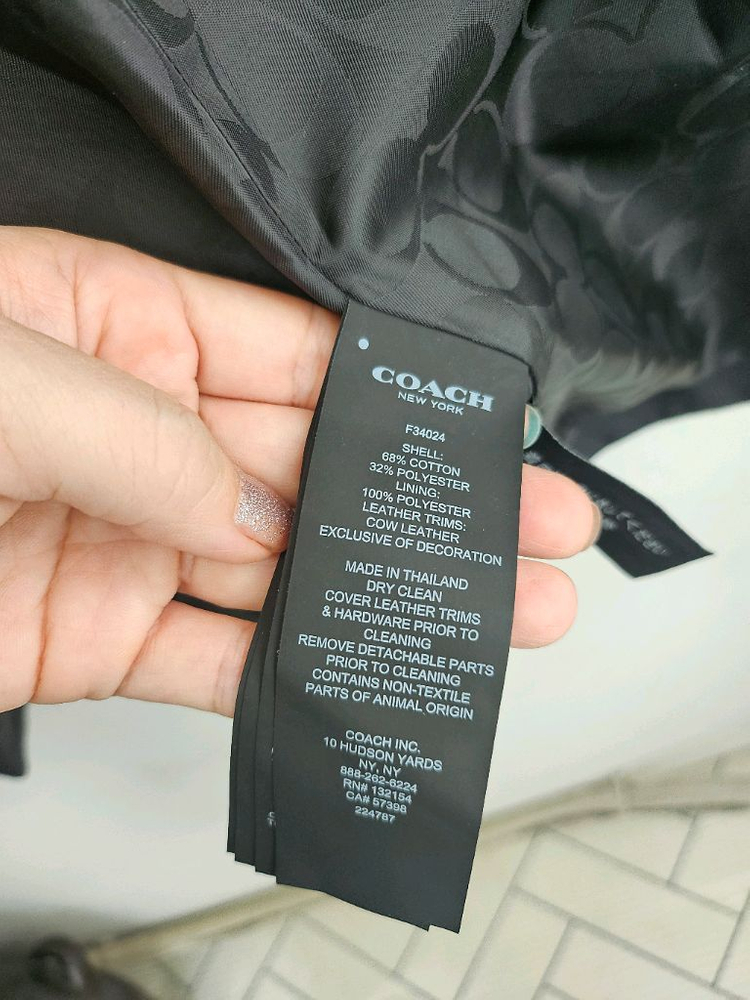 COACH
NEW YORK
F34024
SHELL:
68% COTTON
32% POLYESTER
LINING:
100% POLYESTER
LEATHER TRIMS:
COW LEATHER
EXCLUSIVE OF DECORATION
MADE IN THAILAND
DRY CLEAN
COVER LEATHER TRIMS
& HARDWARE PRIOR TO
CLEANING
REMOVE DETACHABLE PARTS
PRIOR TO CLEANING
CONTAINS NON-TEXTILE
PARTS OF ANIMAL ORIGIN
COACH INC.
10 HUDSON YARDS
NY, NY
888-262-6224
RN# 132154
CA# 57398
224787